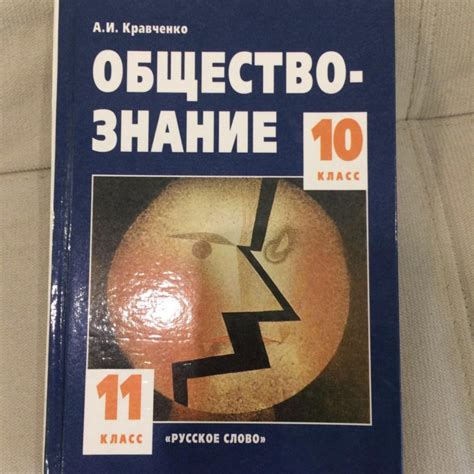 А.И. Кравченко
ОБЩЕСТВО-
ЗНАНИЕ
10
КЛАСС
11
КЛАСС
«РУССКОЕ СЛОВО»